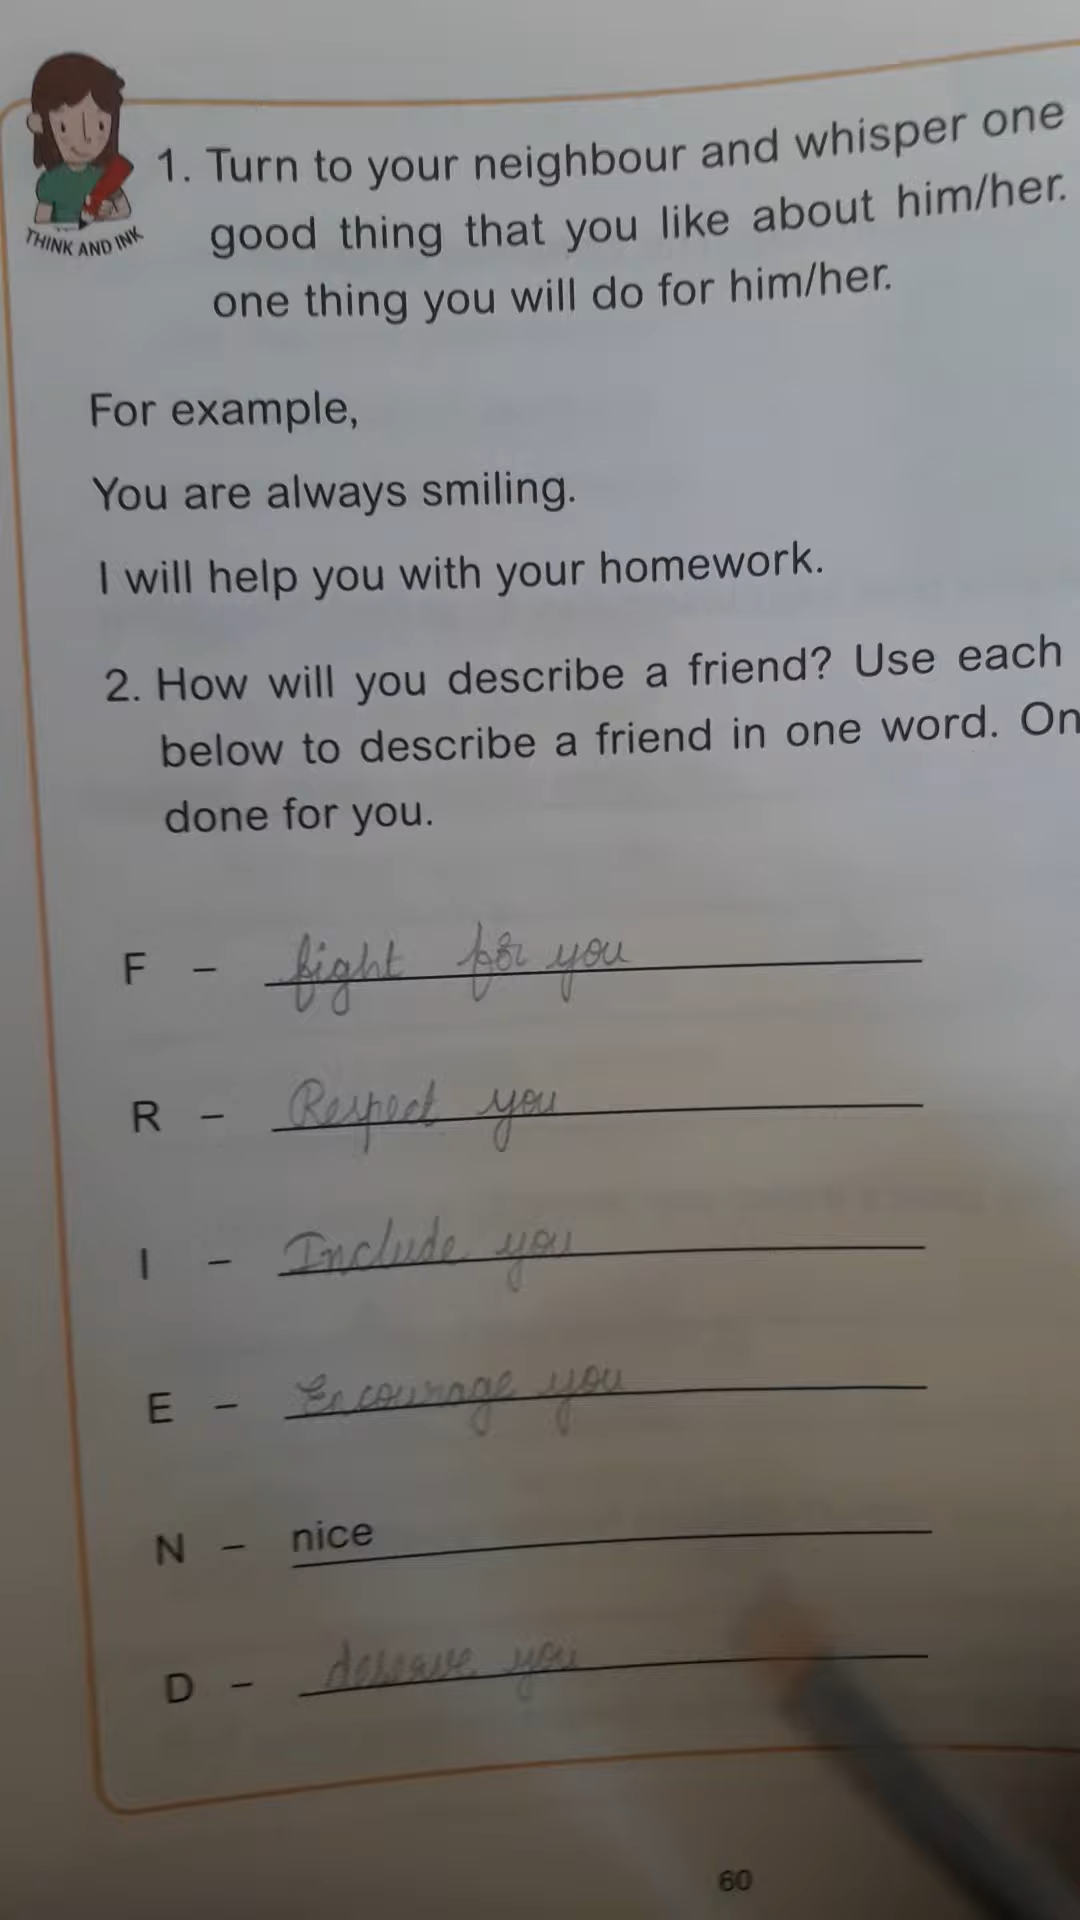 THINK AND INK
1. Turn to your neighbour and whisper one
good thing that you like about him/her.
one thing you will do for him/her.
For example,
You are always smiling.
I will help you with your homework.
2. How will you describe a friend? Use each
below to describe a friend in one word. On
done for you.
F - fight for you
R - Respect you
I - Include you
E - Encourage you
N - nice
D - deserve you
60